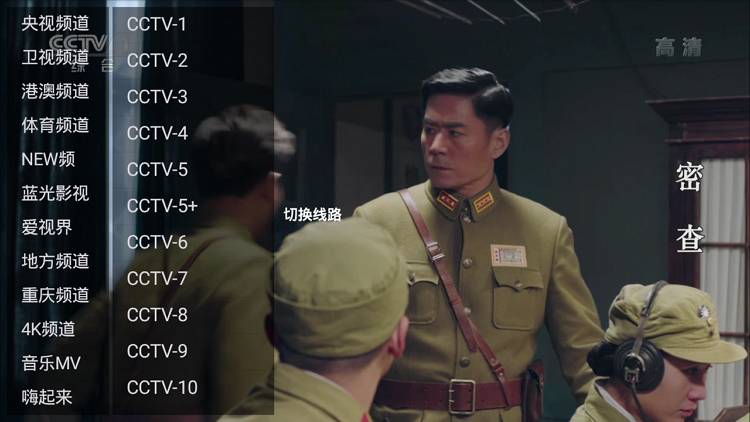 央视频道
卫视频道
港澳频道
体育频道
NEW频
蓝光影视
爱视界
地方频道
重庆频道
4K频道
音乐MV
嗨起来
CCTV-1
CCTV-2
CCTV-3
CCTV-4
CCTV-5
CCTV-5+
CCTV-6
CCTV-7
CCTV-8
CCTV-9
CCTV-10
CCTV
综合
切换线路
高清
密查